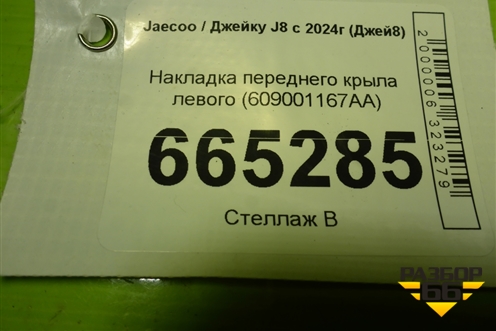 Jaecoo / Джейку J8 с 2024г (Джей8)
Накладка переднего крыла
левого (609001167AA)
665285
Стеллаж В
2000006323279
РАЗБОР
66